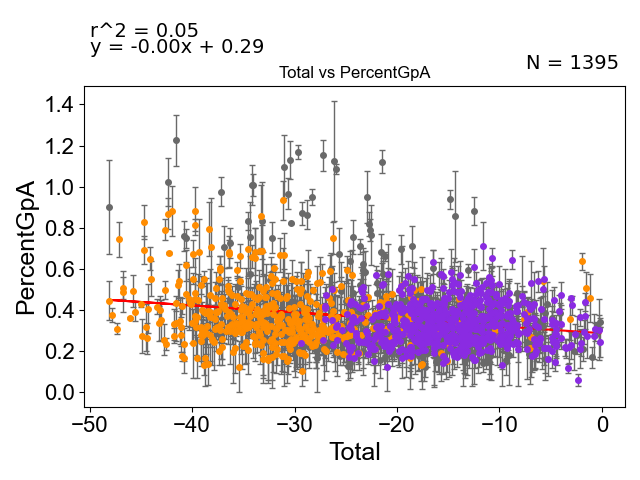 r^2 = 0.05
y = -0.00x + 0.29
N = 1395
Total vs PercentGpA
PercentGpA
1.4
1.2
1.0
0.8
0.6
0.4
0.2
0.0
−50 −40 −30 −20 −10 0
Total